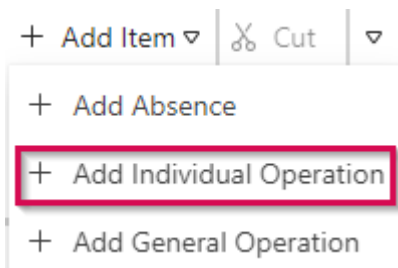 + Add Item ▿ Cut ▿
+ Add Absence
+ Add Individual Operation
+ Add General Operation